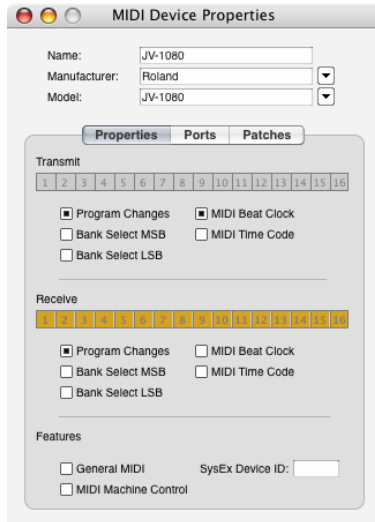 MIDI Device Properties
Name: JV-1080
Manufacturer: Roland
Model: JV-1080
Properties Ports Patches
Transmit
1 2 3 4 5 6 7 8 9 10 11 12 13 14 15 16
Program Changes MIDI Beat Clock
Bank Select MSB MIDI Time Code
Bank Select LSB
Receive
1 2 3 4 5 6 7 8 9 10 11 12 13 14 15 16
Program Changes MIDI Beat Clock
Bank Select MSB MIDI Time Code
Bank Select LSB
Features
General MIDI SysEx Device ID:
MIDI Machine Control